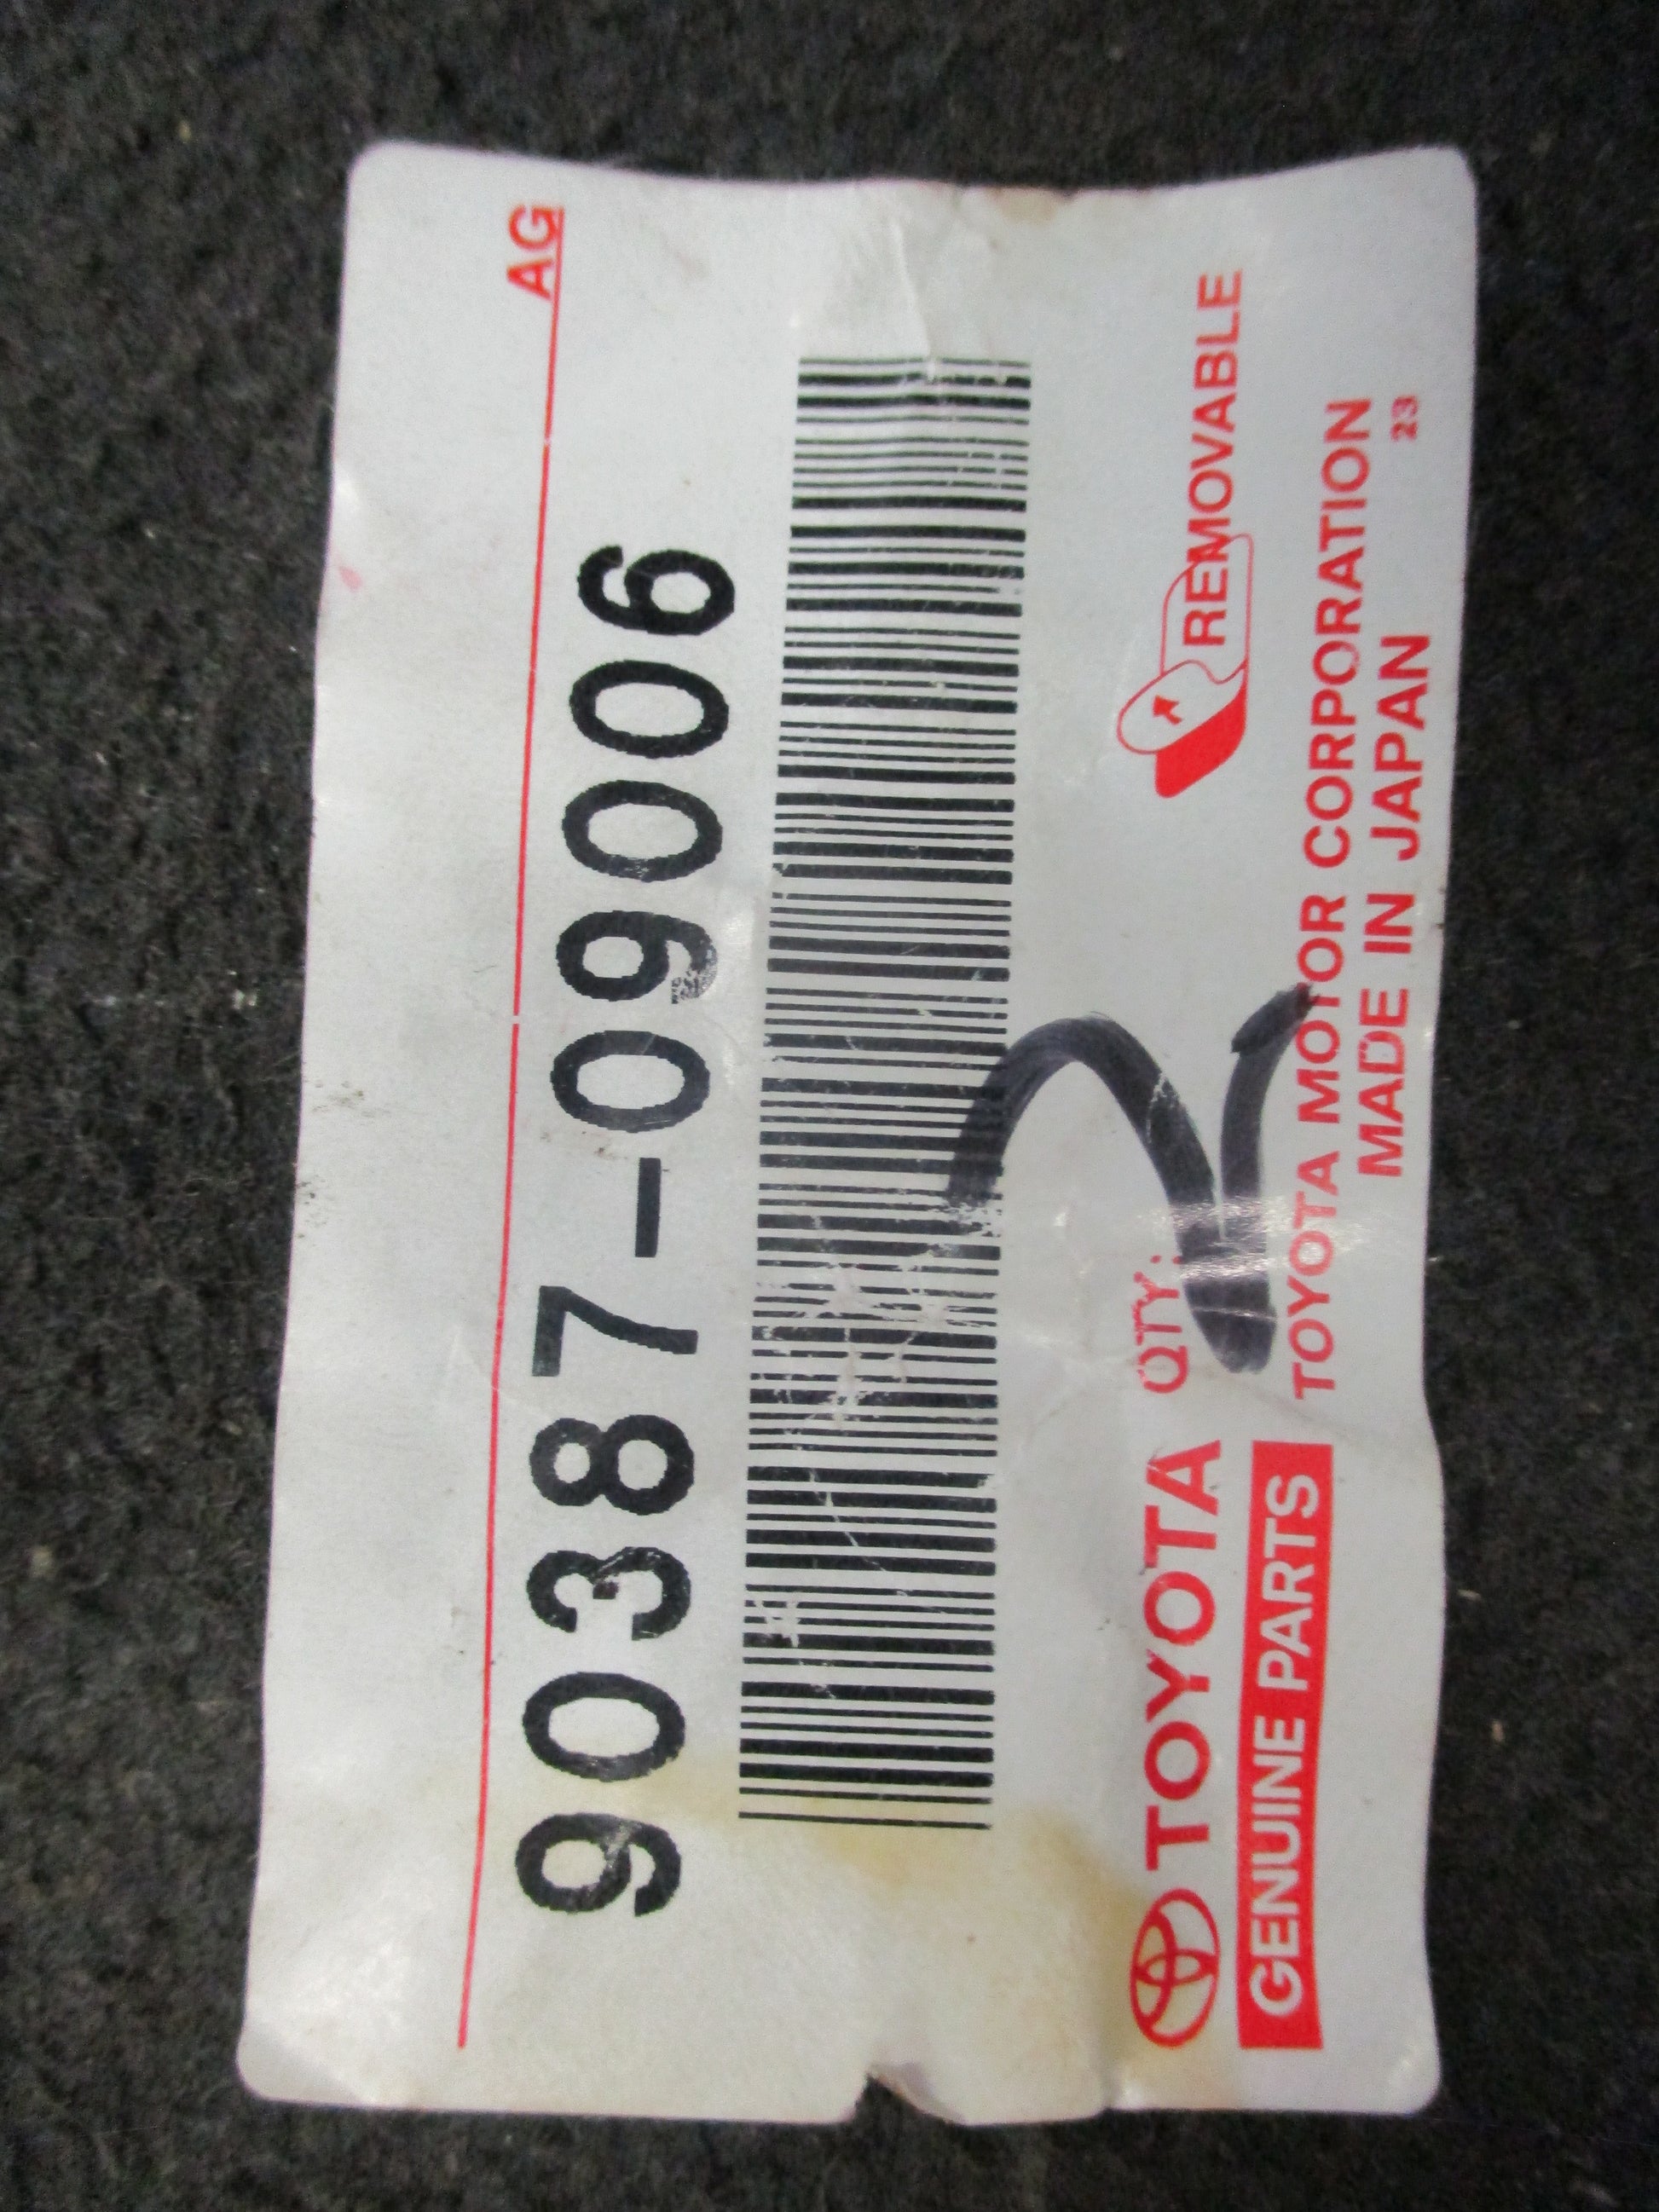 AG
90387-09006
TOYOTA QTY: 2 REMOVABLE
GENUINE PARTS TOYOTA MOTOR CORPORATION
MADE IN JAPAN 23